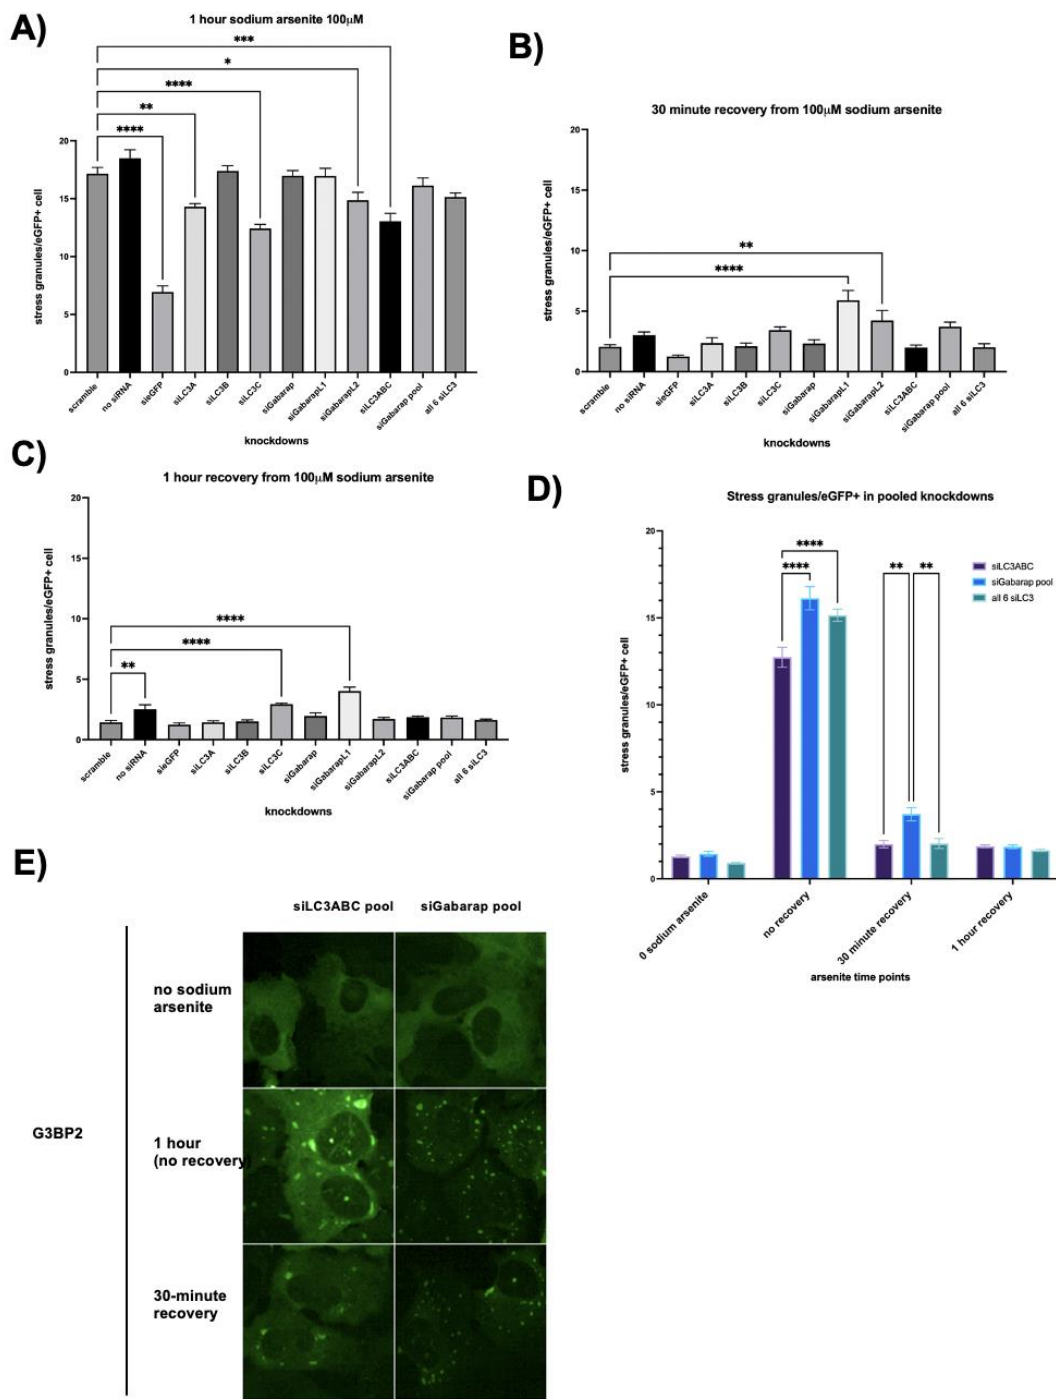 A)
1 hour sodium arsenite 100μM
***
*
****
**
****
stress granules/eGFP+ cell
20
15
10
5
0
scramble
no siRNA
sieGFP
siLC3A
siLC3B
siLC3C
siGabarap
siGabarapL1
siGabarapL2
siLC3ABC
siGabarap pool
all 6 siLC3
knockdowns
B)
30 minute recovery from 100μM sodium arsenite
**
****
stress granules/eGFP+ cell
20
15
10
5
0
scramble
no siRNA
sieGFP
siLC3A
siLC3B
siLC3C
siGabarap
siGabarapL1
siGabarapL2
siLC3ABC
siGabarap pool
all 6 siLC3
knockdowns
C)
1 hour recovery from 100μM sodium arsenite
****
****
**
stress granules/eGFP+ cell
20
15
10
5
0
scramble
no siRNA
sieGFP
siLC3A
siLC3B
siLC3C
siGabarap
siGabarapL1
siGabarapL2
siLC3ABC
siGabarap pool
all 6 siLC3
knockdowns
D)
Stress granules/eGFP+ in pooled knockdowns
****
****
** **
siLC3ABC
siGabarap pool
all 6 siLC3
stress granules/eGFP+ cell
20
15
10
5
0
0 sodium arsenite
no recovery
30 minute recovery
1 hour recovery
arsenite time points
E)
siLC3ABC pool siGabarap pool
no sodium
arsenite
G3BP2
1 hour
(no recovery)
30-minute
recovery